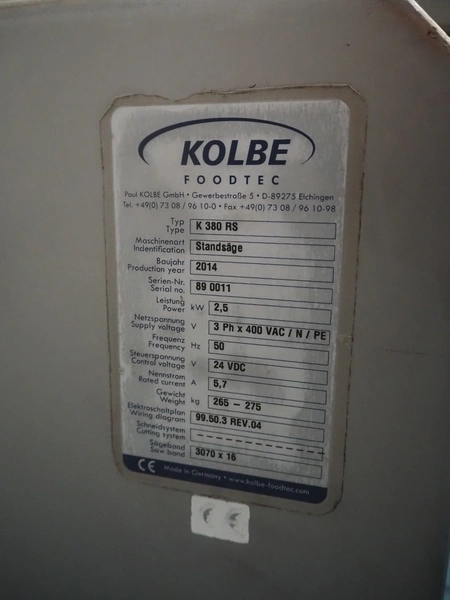 KOLBE
FOODTEC
Paul KOLBE GmbH • Gewerbestraße 5 • D-89275 Elchingen
Tel. +49(0) 73 08 / 96 10-0 • Fax +49(0) 73 08 / 96 10-98
Typ
Type K 380 RS
Maschinenart
Indentification Standsäge
Baujahr
Production year 2014
Serien-Nr.
Serial no. 89 0011
Leistung
Power kW 2,5
Netzspannung
Supply voltage V 3 Ph x 400 VAC / N / PE
Frequenz
Frequency Hz 50
Steuerspannung
Control voltage V 24 VDC
Nennstrom
Rated current A 5,7
Gewicht
Weight kg 265 – 275
Elektroschaltplan
Wiring diagram 99.50.3 REV.04
Schneidsystem
Cutting system ---------------
Sägeband
Saw band 3070 x 16
CE Made in Germany • www.kolbe-foodtec.com
CE